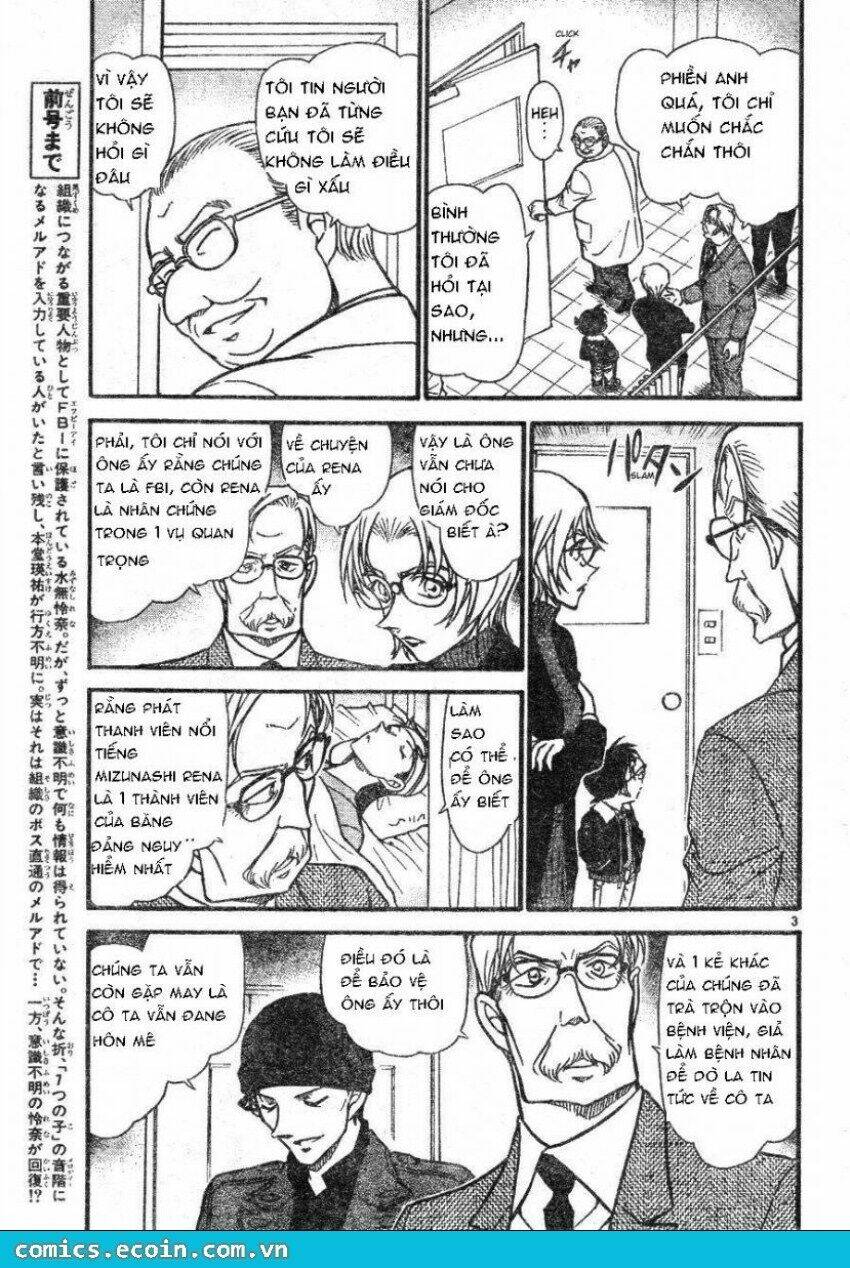 CLICK
チャ
PHIỀN ANH
QUÁ, TÔI CHỈ
MUỐN CHẮC
CHẮN THÔI
HEH
...
BÌNH
THƯỜNG
TÔI ĐÃ
HỎI TẠI
SAO,
NHƯNG...
TÔI TIN NGƯỜI
BẠN ĐÃ TỪNG
CỨU TÔI SẼ
KHÔNG LÀM ĐIỀU
GÌ XẤU
VÌ VẬY
TÔI SẼ
KHÔNG
HỎI GÌ
ĐÂU
前号まで
組織につながる重要人物としてFBIに保護されている水無怜奈。だが、ずっと意識不明で何も情報は得られていない。そんな折、「七つの子」の音階に
なるメルアドを入力している人がいたと言い残し、本堂瑛祐が行方不明に。実はそれは組織のボス直通のメルアドで… 一方、意識不明の怜奈が回復!?
バタン
SLAM
VẬY LÀ ÔNG
VẪN CHƯA
NÓI CHO
GIÁM ĐỐC
BIẾT À?
VỀ CHUYỆN
CỦA RENA
ẤY
PHẢI, TÔI CHỈ NÓI VỚI
ÔNG ẤY RẰNG CHÚNG
TA LÀ FBI, CÒN RENA
LÀ NHÂN CHỨNG
TRONG 1 VỤ QUAN
TRỌNG
LÀM
SAO
CÓ THỂ
ĐỂ ÔNG
ẤY BIẾT
RẰNG PHÁT
THANH VIÊN NỔI
TIẾNG
MIZUNASHI RENA
LÀ 1 THÀNH VIÊN
CỦA BĂNG
ĐẢNG NGUY
HIỂM NHẤT
3
VÀ 1 KẺ KHÁC
CỦA CHÚNG ĐÃ
TRÀ TRỘN VÀO
BỆNH VIỆN, GIẢ
LÀM BỆNH NHÂN
ĐỂ DÒ LA TIN
TỨC VỀ CÔ TA
ĐIỀU ĐÓ LÀ
ĐỂ BẢO VỆ
ÔNG ẤY THÔI
CHÚNG TA VẪN
CÒN GẶP MAY LÀ
CÔ TA VẪN ĐANG
HÔN MÊ
comics.ecoin.com.vn